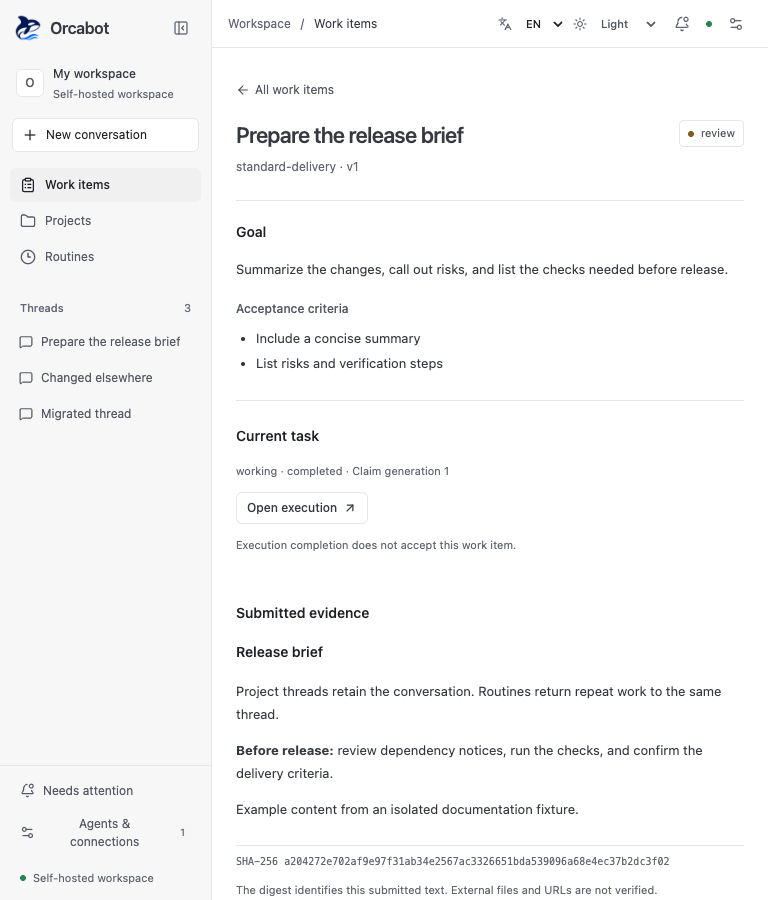 Orcabot
O
My workspace
Self-hosted workspace
New conversation
Work items
Projects
Routines
Threads 3
Prepare the release brief
Changed elsewhere
Migrated thread
Needs attention
Agents &
connections
1
Self-hosted workspace
Workspace / Work items
EN
Light
All work items
Prepare the release brief
review
standard-delivery · v1
Goal
Summarize the changes, call out risks, and list the checks needed before release.
Acceptance criteria
• Include a concise summary
• List risks and verification steps
Current task
working · completed · Claim generation 1
Open execution
Execution completion does not accept this work item.
Submitted evidence
Release brief
Project threads retain the conversation. Routines return repeat work to the same
thread.
Before release: review dependency notices, run the checks, and confirm the
delivery criteria.
Example content from an isolated documentation fixture.
SHA-256 a204272e702af9e97f31ab34e2567ac3326651bda539096a68e4ec37b2dc3f02
The digest identifies this submitted text. External files and URLs are not verified.